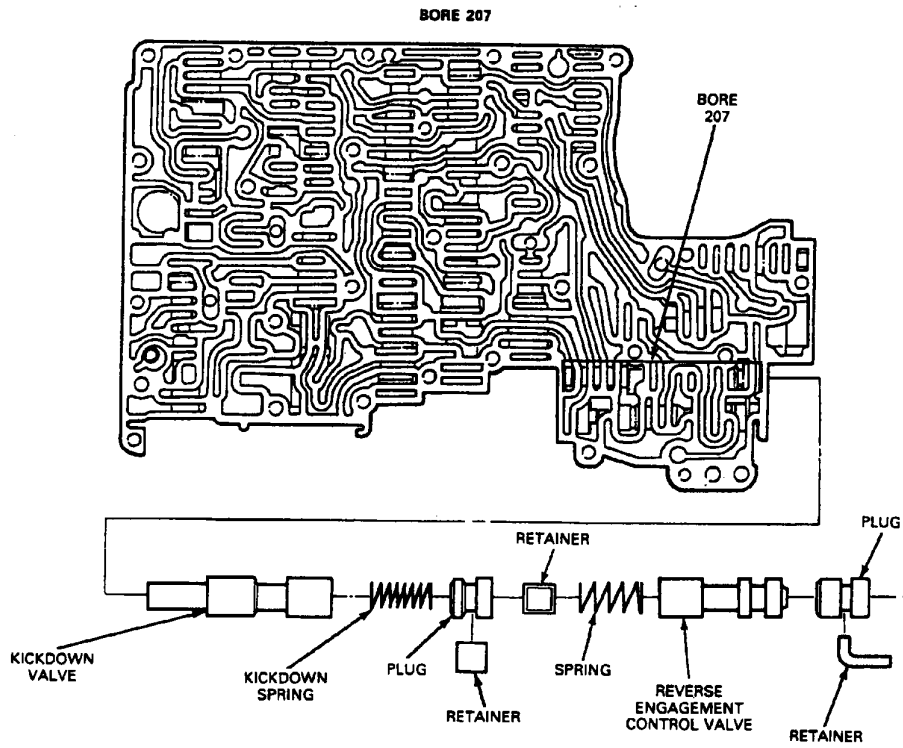 BORE 207
BORE
207
RETAINER
PLUG
KICKDOWN
VALVE
KICKDOWN
SPRING
PLUG
RETAINER
SPRING
REVERSE
ENGAGEMENT
CONTROL VALVE
RETAINER